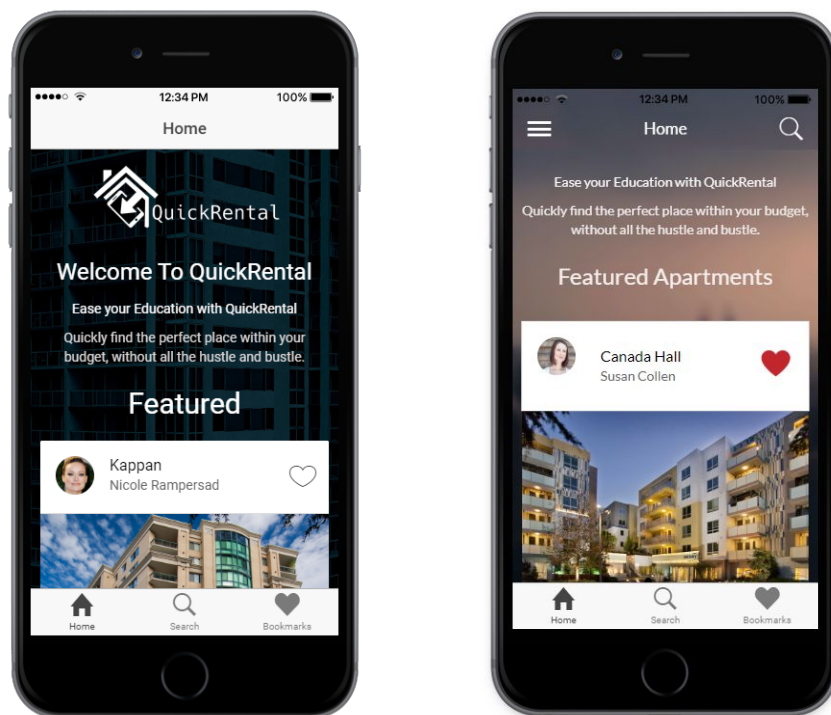 12:34 PM
100%
Home
QuickRental
Welcome To QuickRental
Ease your Education with QuickRental
Quickly find the perfect place within your
budget, without all the hustle and bustle.
Featured
Kappan
Nicole Rampersad
Home
Search
Bookmarks
12:34 PM
100%
Home
Ease your Education with QuickRental
Quickly find the perfect place within your budget,
without all the hustle and bustle.
Featured Apartments
Canada Hall
Susan Collen
Home
Search
Bookmarks